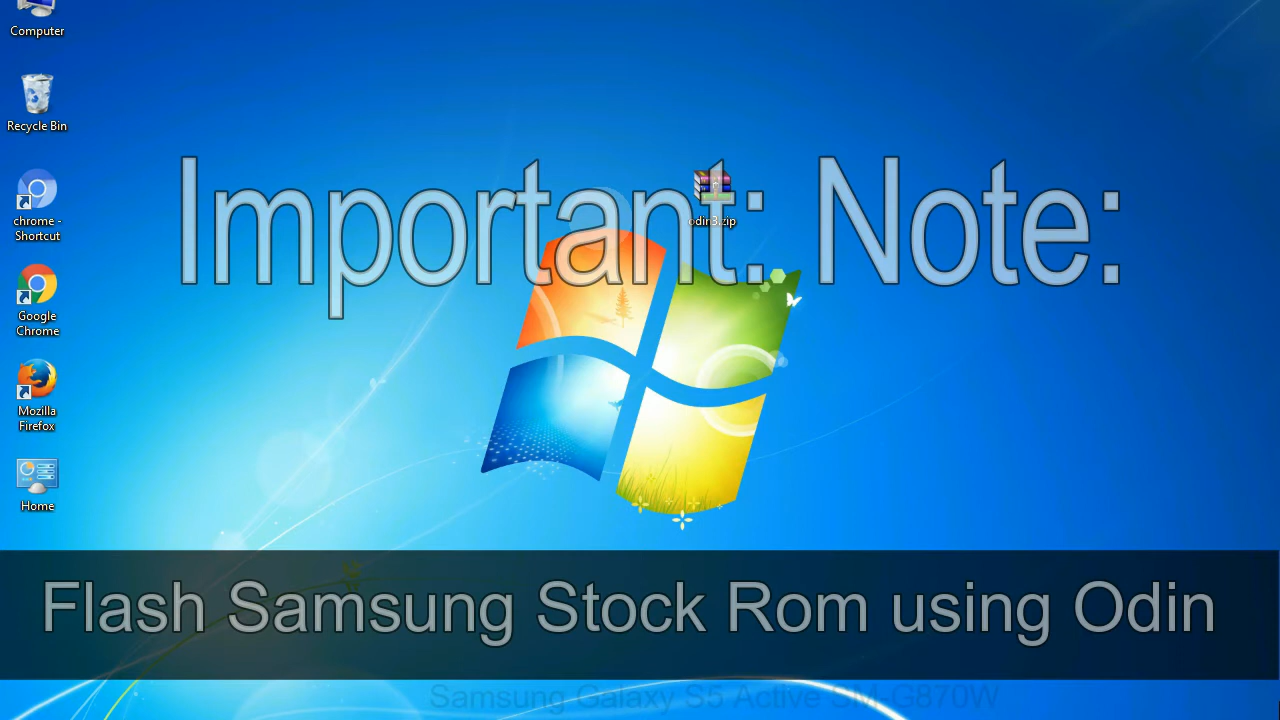 Computer
Recycle Bin
chrome -
Shortcut
Google
Chrome
Mozilla
Firefox
Home
odin3.zip
Important: Note:
Flash Samsung Stock Rom using Odin
Samsung Galaxy S5 Active SM-G870W